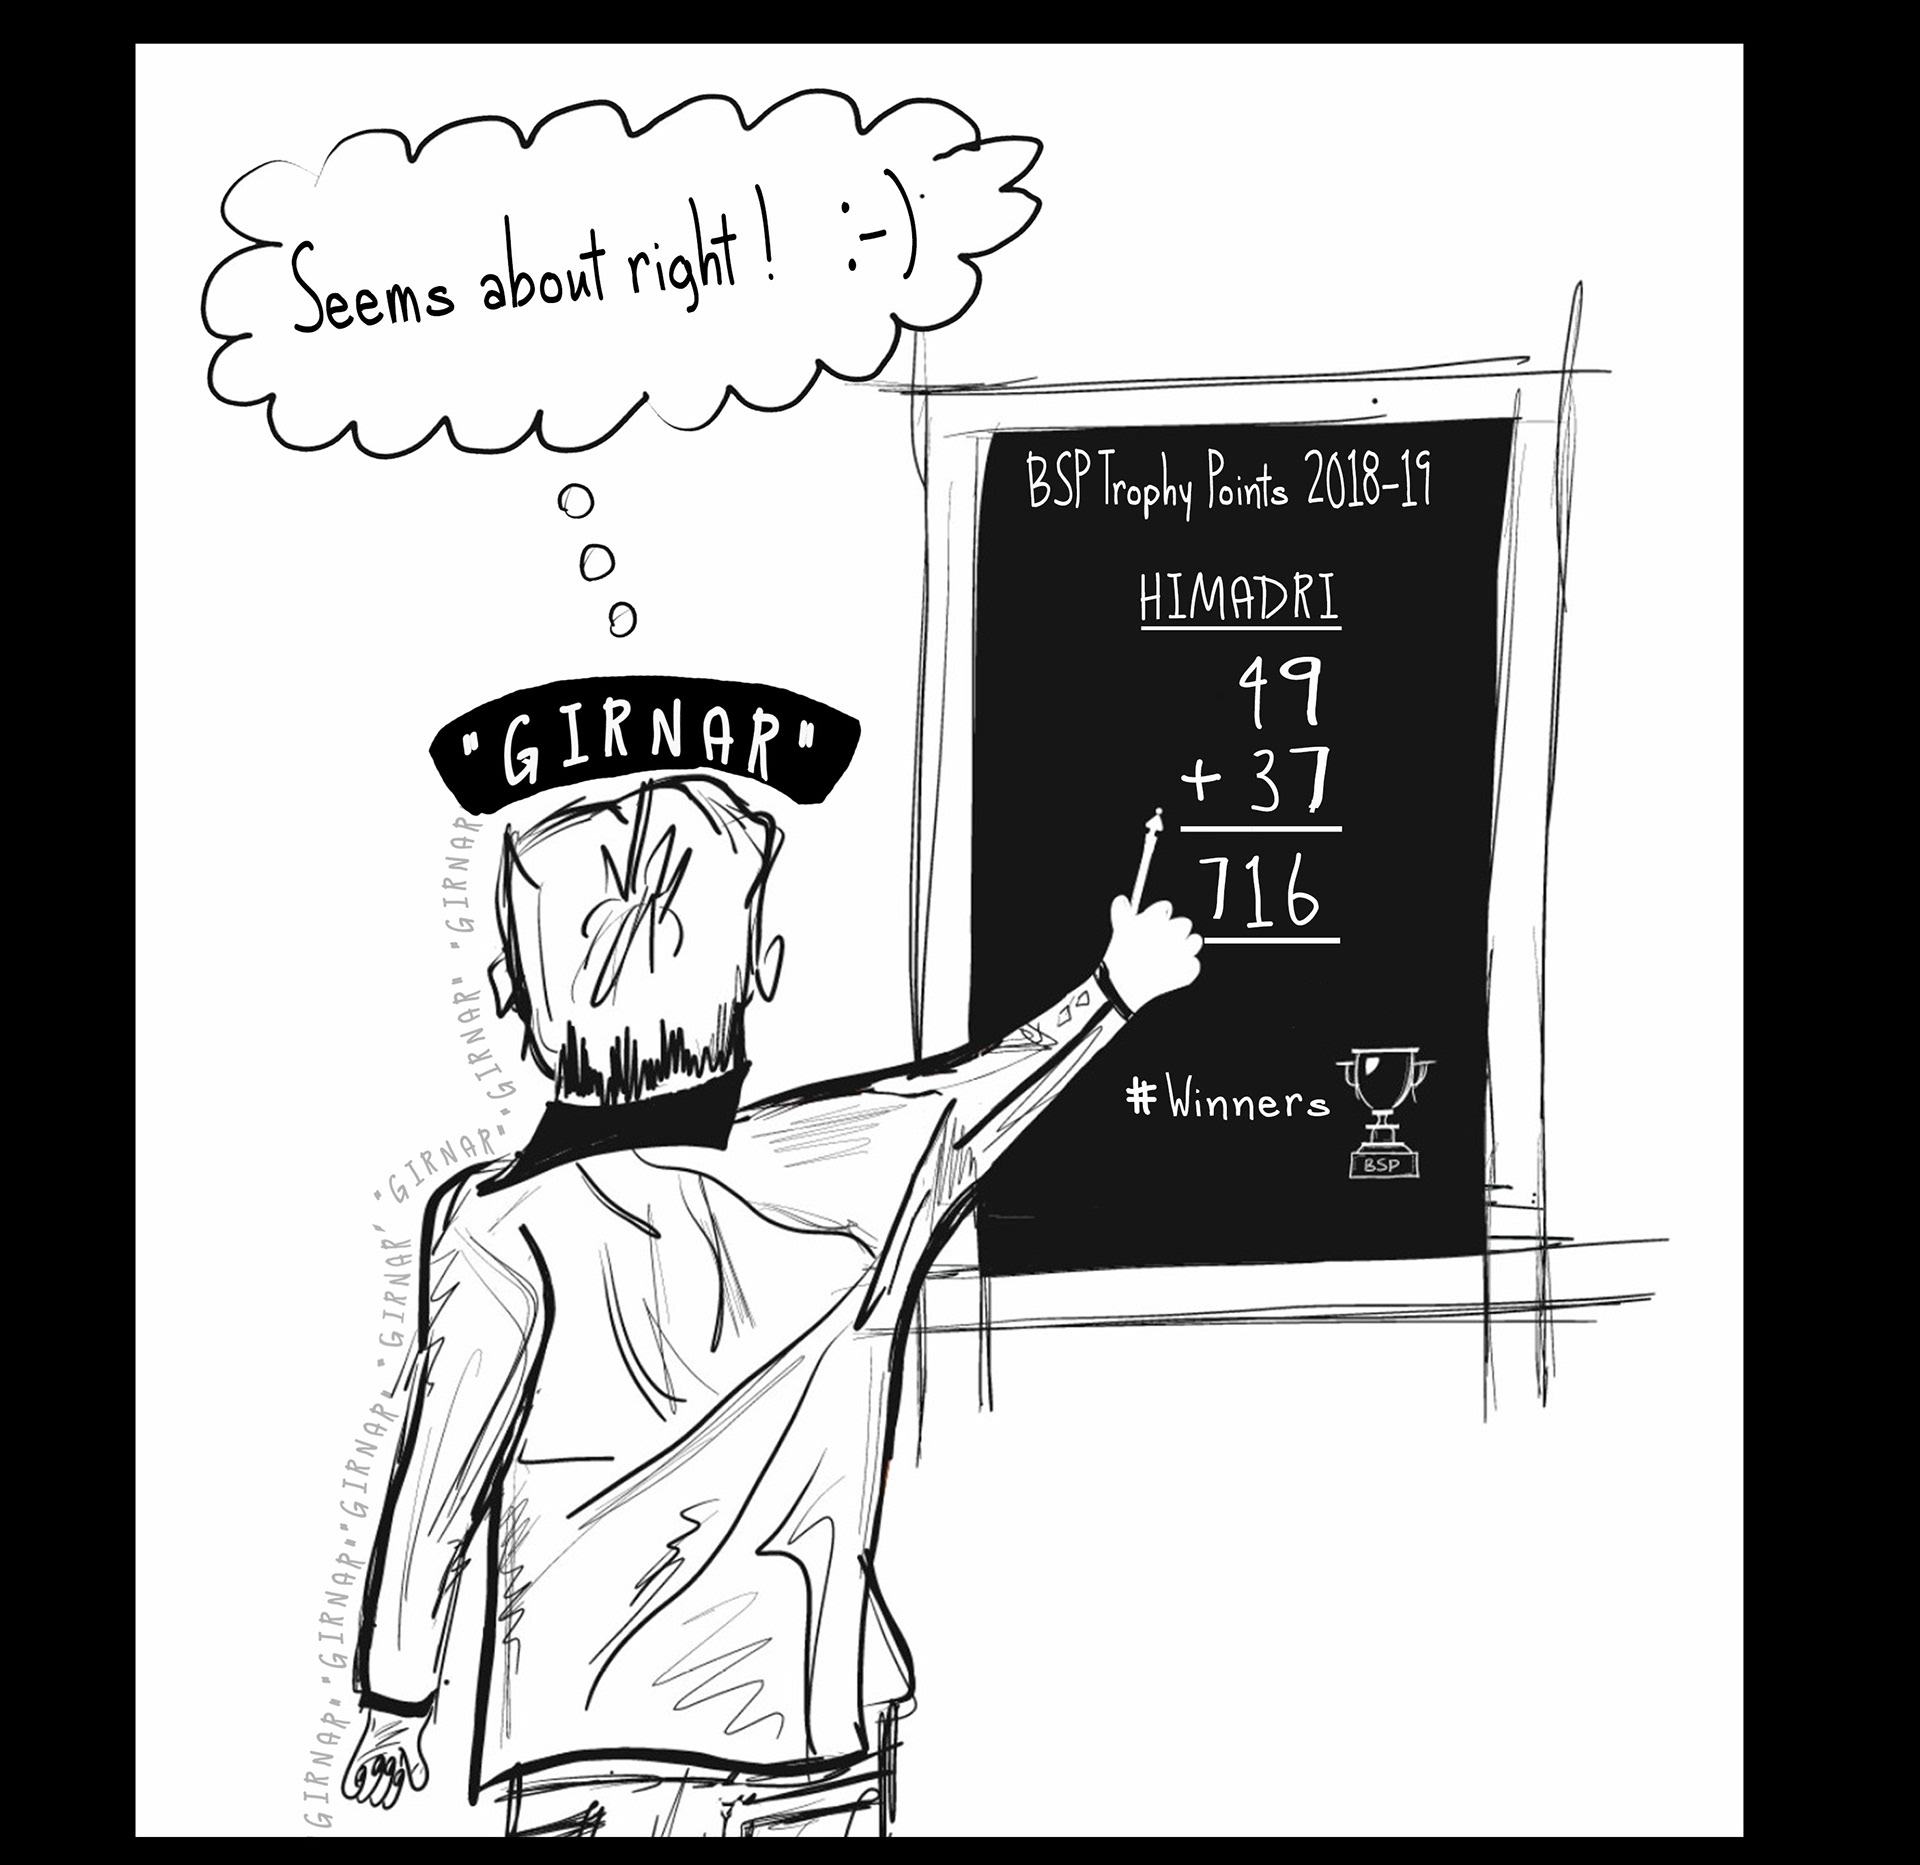 Seems about right! :-)
"GIRNAR"
BSP Trophy Points 2018-19
HIMADRI
49
+ 37
716
#Winners
BSP
GIRNAR" "GIRNAR" "GIRNAR" "GIRNAR" "GIRNAR" "GIRNAR" "GIRNAR" "GIRNAR" "GIRNAR